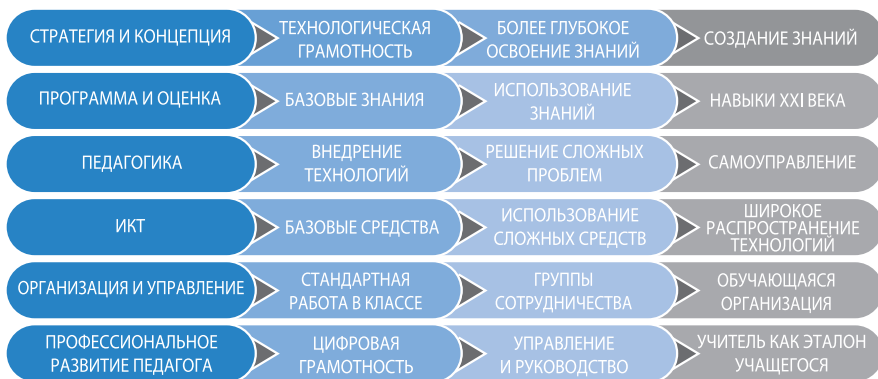 СТРАТЕГИЯ И КОНЦЕПЦИЯ
ТЕХНОЛОГИЧЕСКАЯ
ГРАМОТНОСТЬ
БОЛЕЕ ГЛУБОКОЕ
ОСВОЕНИЕ ЗНАНИЙ
СОЗДАНИЕ ЗНАНИЙ
ПРОГРАММА И ОЦЕНКА
БАЗОВЫЕ ЗНАНИЯ
ИСПОЛЬЗОВАНИЕ
ЗНАНИЙ
НАВЫКИ XXI ВЕКА
ПЕДАГОГИКА
ВНЕДРЕНИЕ
ТЕХНОЛОГИЙ
РЕШЕНИЕ СЛОЖНЫХ
ПРОБЛЕМ
САМОУПРАВЛЕНИЕ
ИКТ
БАЗОВЫЕ СРЕДСТВА
ИСПОЛЬЗОВАНИЕ
СЛОЖНЫХ СРЕДСТВ
ШИРОКОЕ
РАСПРОСТРАНЕНИЕ
ТЕХНОЛОГИЙ
ОРГАНИЗАЦИЯ И УПРАВЛЕНИЕ
СТАНДАРТНАЯ
РАБОТА В КЛАССЕ
ГРУППЫ
СОТРУДНИЧЕСТВА
ОБУЧАЮЩАЯСЯ
ОРГАНИЗАЦИЯ
ПРОФЕССИОНАЛЬНОЕ
РАЗВИТИЕ ПЕДАГОГА
ЦИФРОВАЯ
ГРАМОТНОСТЬ
УПРАВЛЕНИЕ
И РУКОВОДСТВО
УЧИТЕЛЬ КАК ЭТАЛОН
УЧАЩЕГОСЯ